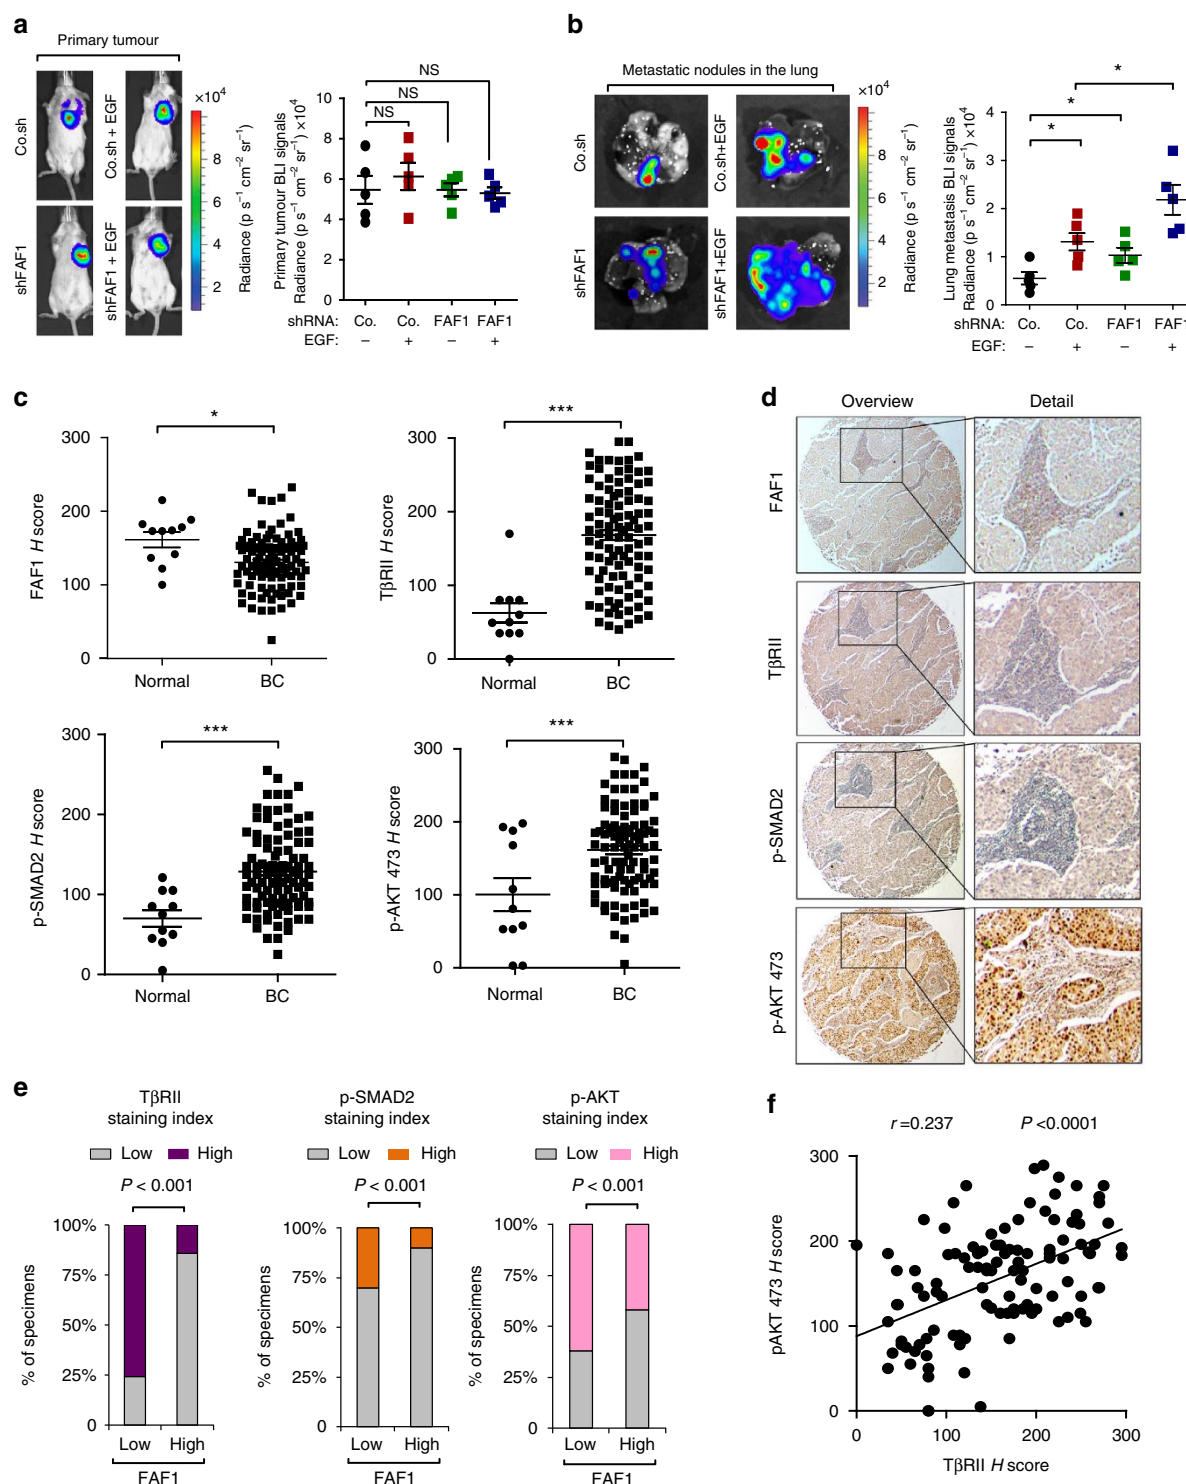 a
Primary tumour
Co.sh
Co.sh + EGF
shFAF1
shFAF1 + EGF
×10⁴
10
8
6
4
2
Radiance (p s⁻¹ cm⁻² sr⁻¹)
Primary tumour BLI signals
Radiance (p s⁻¹ cm⁻² sr⁻¹) ×10⁴
10
8
6
4
2
0
NS
NS
NS
shRNA: Co. Co. FAF1 FAF1
EGF: – + – +
b
Metastatic nodules in the lung
Co.sh
Co.sh+EGF
shFAF1
shFAF1+EGF
×10⁴
10
8
6
4
2
Radiance (p s⁻¹ cm⁻² sr⁻¹)
Lung metastasis BLI signals
Radiance (p s⁻¹ cm⁻² sr⁻¹) ×10⁴
4
3
2
1
0
*
*
*
shRNA: Co. Co. FAF1 FAF1
EGF: – + – +
c
FAF1 H score
300
200
100
0
*
Normal BC
TβRII H score
300
200
100
0
***
Normal BC
p-SMAD2 H score
300
200
100
0
***
Normal BC
p-AKT 473 H score
300
200
100
0
***
Normal BC
d
Overview Detail
FAF1
TβRII
p-SMAD2
p-AKT 473
e
TβRII
staining index
Low High
P < 0.001
% of specimens
100%
75%
50%
25%
0
Low High
FAF1
p-SMAD2
staining index
Low High
P < 0.001
% of specimens
100%
75%
50%
25%
0
Low High
FAF1
p-AKT
staining index
Low High
P < 0.001
% of specimens
100%
75%
50%
25%
0
Low High
FAF1
f
r =0.237 P <0.0001
pAKT 473 H score
300
200
100
0
0 100 200 300
TβRII H score